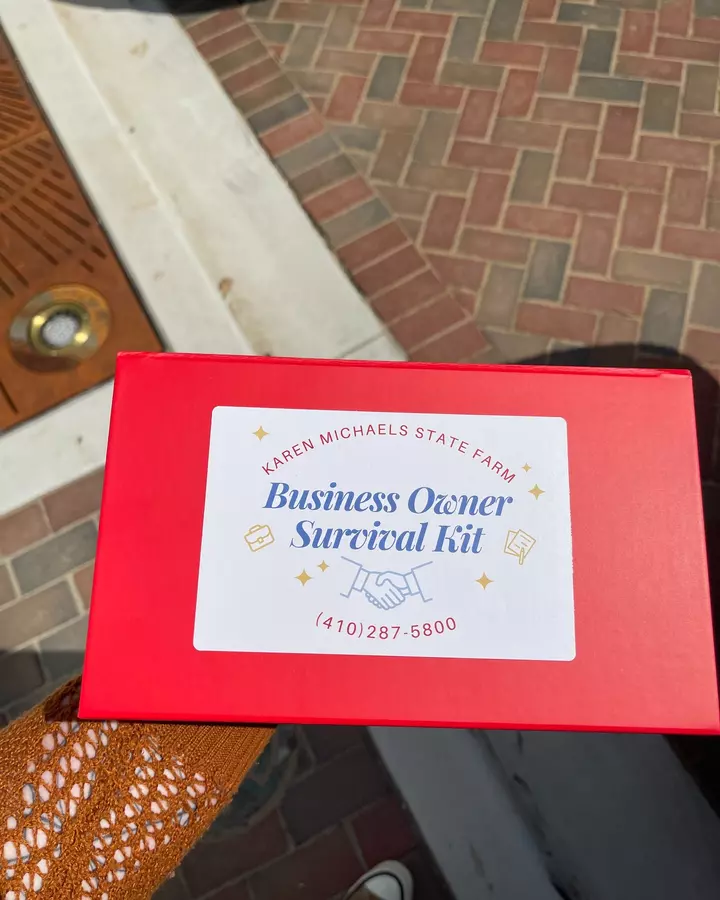 KAREN MICHAELS STATE FARM
Business Owner
Survival Kit
(410)287-5800